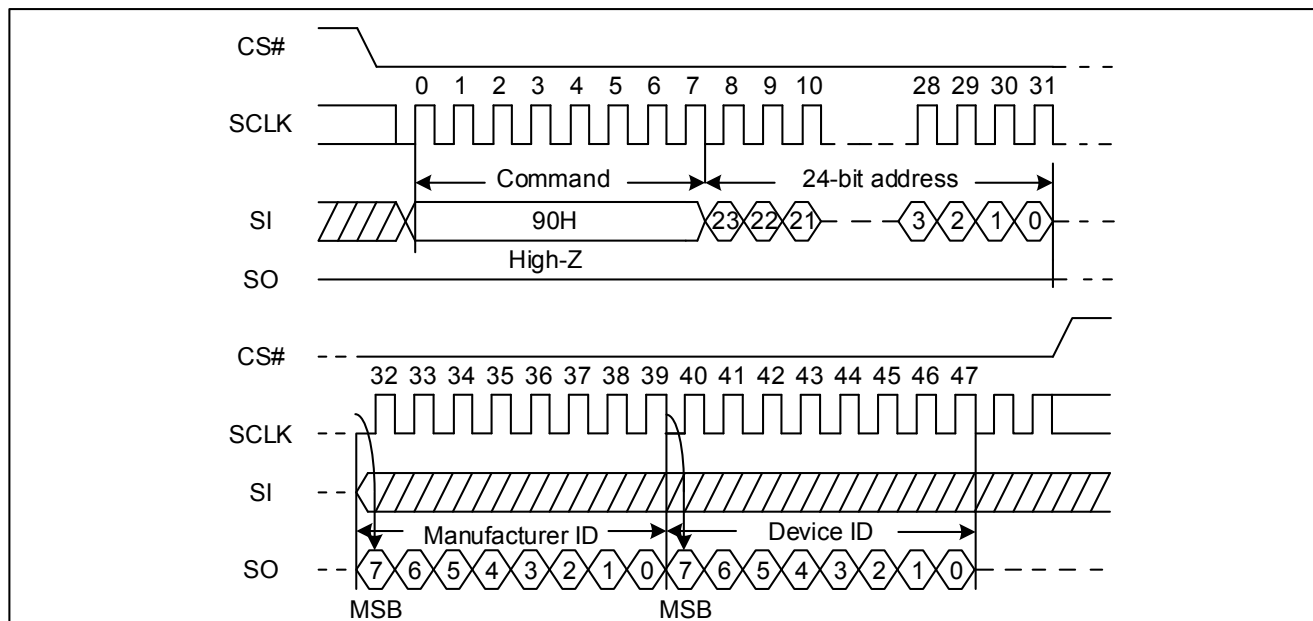 CS#
0 1 2 3 4 5 6 7 8 9 10 28 29 30 31
SCLK
Command 24-bit address
SI 90H 23 22 21 3 2 1 0
High-Z
SO
CS#
32 33 34 35 36 37 38 39 40 41 42 43 44 45 46 47
SCLK
SI
Manufacturer ID Device ID
SO 7 6 5 4 3 2 1 0 7 6 5 4 3 2 1 0
MSB MSB